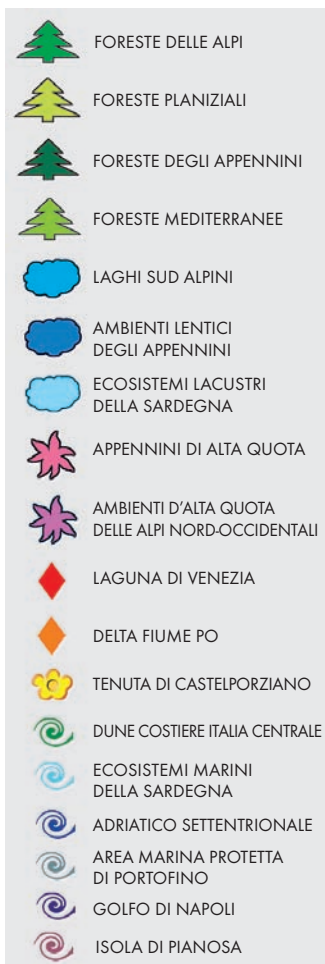 FORESTE DELLE ALPI
FORESTE PLANIZIALI
FORESTE DEGLI APPENNINI
FORESTE MEDITERRANEE
LAGHI SUD ALPINI
AMBIENTI LENTICI
DEGLI APPENNINI
ECOSISTEMI LACUSTRI
DELLA SARDEGNA
APPENNINI DI ALTA QUOTA
AMBIENTI D'ALTA QUOTA
DELLE ALPI NORD-OCCIDENTALI
LAGUNA DI VENEZIA
DELTA FIUME PO
TENUTA DI CASTELPORZIANO
DUNE COSTIERE ITALIA CENTRALE
ECOSISTEMI MARINI
DELLA SARDEGNA
ADRIATICO SETTENTRIONALE
AREA MARINA PROTETTA
DI PORTOFINO
GOLFO DI NAPOLI
ISOLA DI PIANOSA